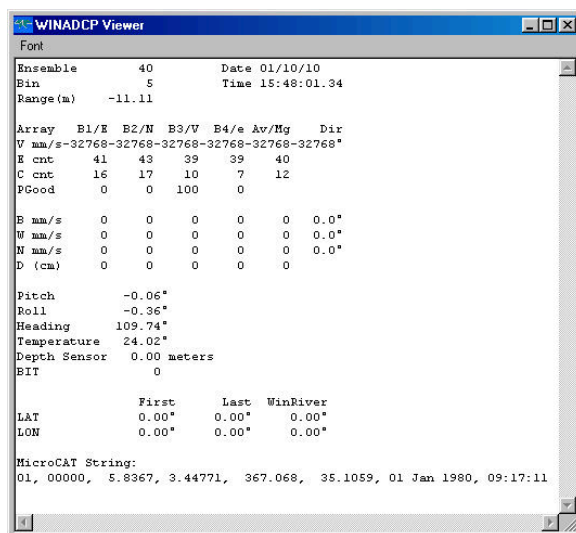 WINADCP Viewer
Font
Ensemble 40 Date 01/10/10
Bin 5 Time 15:48:01.34
Range(m) -11.11
Array B1/E B2/N B3/V B4/e Av/Mg Dir
V mm/s-32768-32768-32768-32768-32768-32768°
E cnt 41 43 39 39 40
C cnt 16 17 10 7 12
PGood 0 0 100 0
B mm/s 0 0 0 0 0 0.0°
W mm/s 0 0 0 0 0 0.0°
N mm/s 0 0 0 0 0 0.0°
D (cm) 0 0 0 0 0
Pitch -0.06°
Roll -0.36°
Heading 109.74°
Temperature 24.02°
Depth Sensor 0.00 meters
BIT 0
First Last WinRiver
LAT 0.00° 0.00° 0.00°
LON 0.00° 0.00° 0.00°
MicroCAT String:
01, 00000, 5.8367, 3.44771, 367.068, 35.1059, 01 Jan 1980, 09:17:11